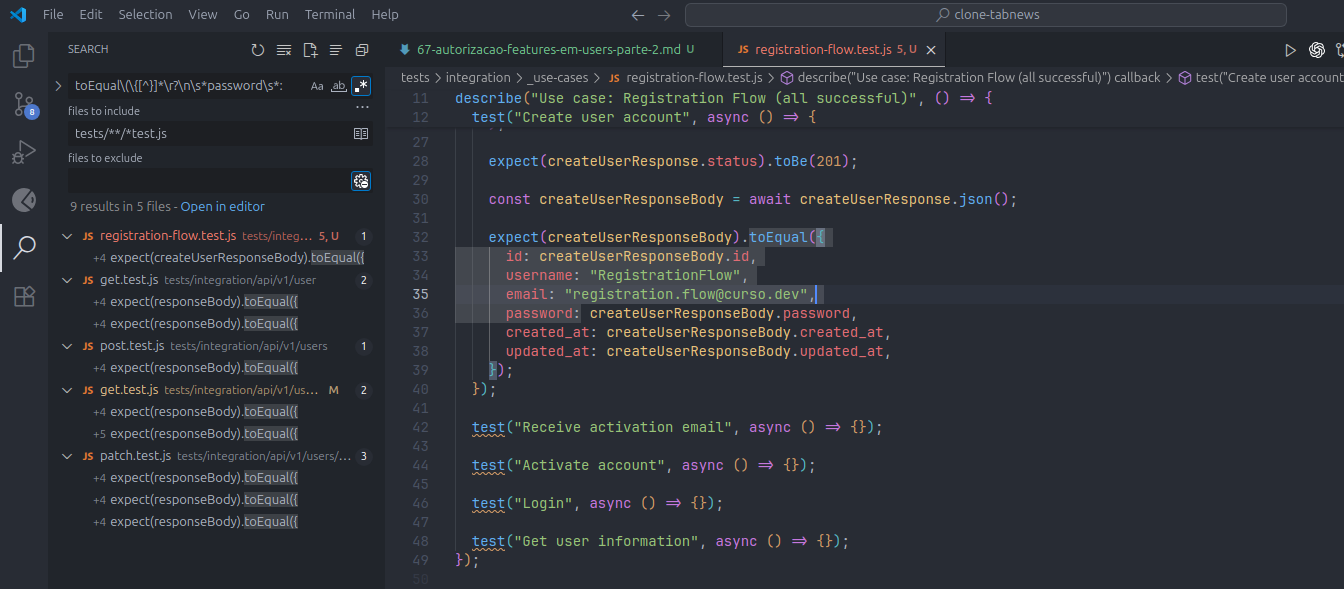 File Edit Selection View Go Run Terminal Help
clone-tabnews
SEARCH
toEqual\(\{[^}]*\r?\n\s*password\s*:
Aa ab .*
files to include
tests/**/*test.js
files to exclude
9 results in 5 files - Open in editor
JS registration-flow.test.js tests/integ... 5, U 1
+4 expect(createUserResponseBody).toEqual({
JS get.test.js tests/integration/api/v1/user 2
+4 expect(responseBody).toEqual({
+4 expect(responseBody).toEqual({
JS post.test.js tests/integration/api/v1/users 1
+4 expect(responseBody).toEqual({
JS get.test.js tests/integration/api/v1/us... M 2
+4 expect(responseBody).toEqual({
+5 expect(responseBody).toEqual({
JS patch.test.js tests/integration/api/v1/users/... 3
+4 expect(responseBody).toEqual({
+4 expect(responseBody).toEqual({
+4 expect(responseBody).toEqual({
8
67-autorizacao-features-em-users-parte-2.md U
JS registration-flow.test.js 5, U
tests > integration > _use-cases > JS registration-flow.test.js > describe("Use case: Registration Flow (all successful)") callback > test("Create user account
11 describe("Use case: Registration Flow (all successful)", () => {
12 test("Create user account", async () => {
27
28 expect(createUserResponse.status).toBe(201);
29
30 const createUserResponseBody = await createUserResponse.json();
31
32 expect(createUserResponseBody).toEqual({
33 id: createUserResponseBody.id,
34 username: "RegistrationFlow",
35 email: "registration.flow@curso.dev",
36 password: createUserResponseBody.password,
37 created_at: createUserResponseBody.created_at,
38 updated_at: createUserResponseBody.updated_at,
39 });
40 });
41
42 test("Receive activation email", async () => {});
43
44 test("Activate account", async () => {});
45
46 test("Login", async () => {});
47
48 test("Get user information", async () => {});
49 });
50